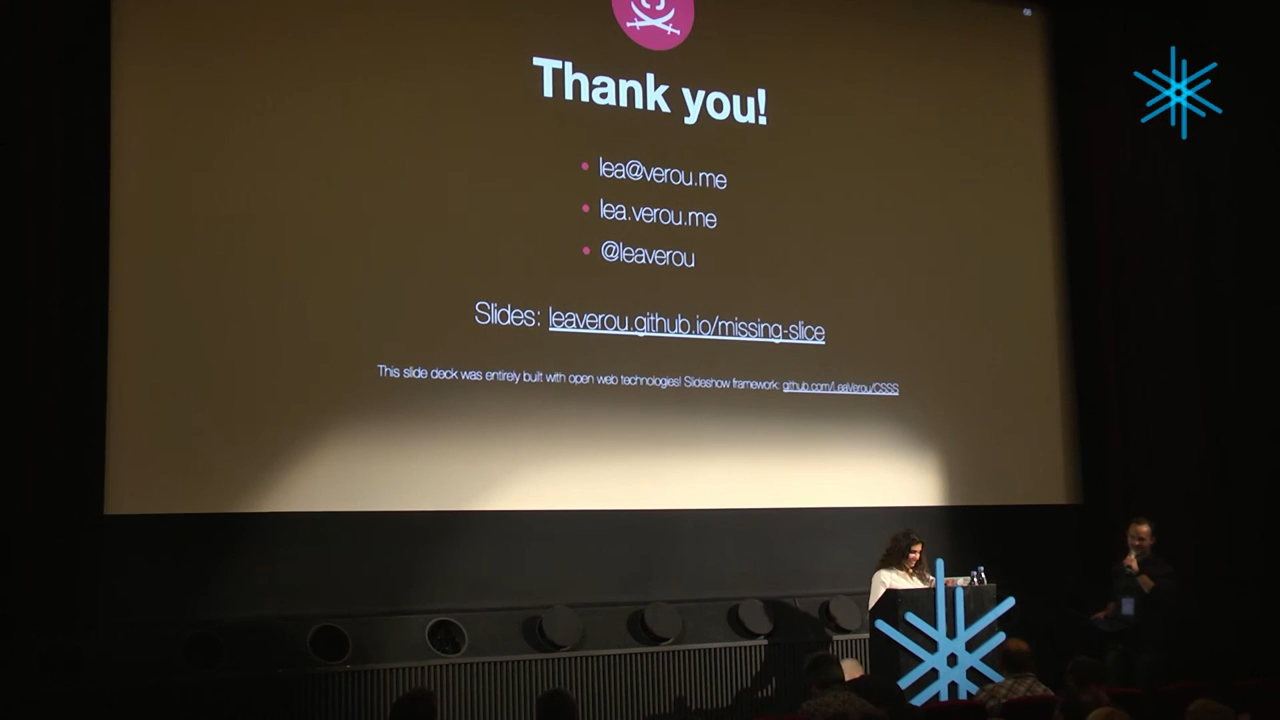 Thank you!
lea@verou.me
lea.verou.me
@leaverou
Slides: leaverou.github.io/missing-slice
This slide deck was entirely built with open web technologies! Slideshow framework: github.com/LeaVerou/CSSS